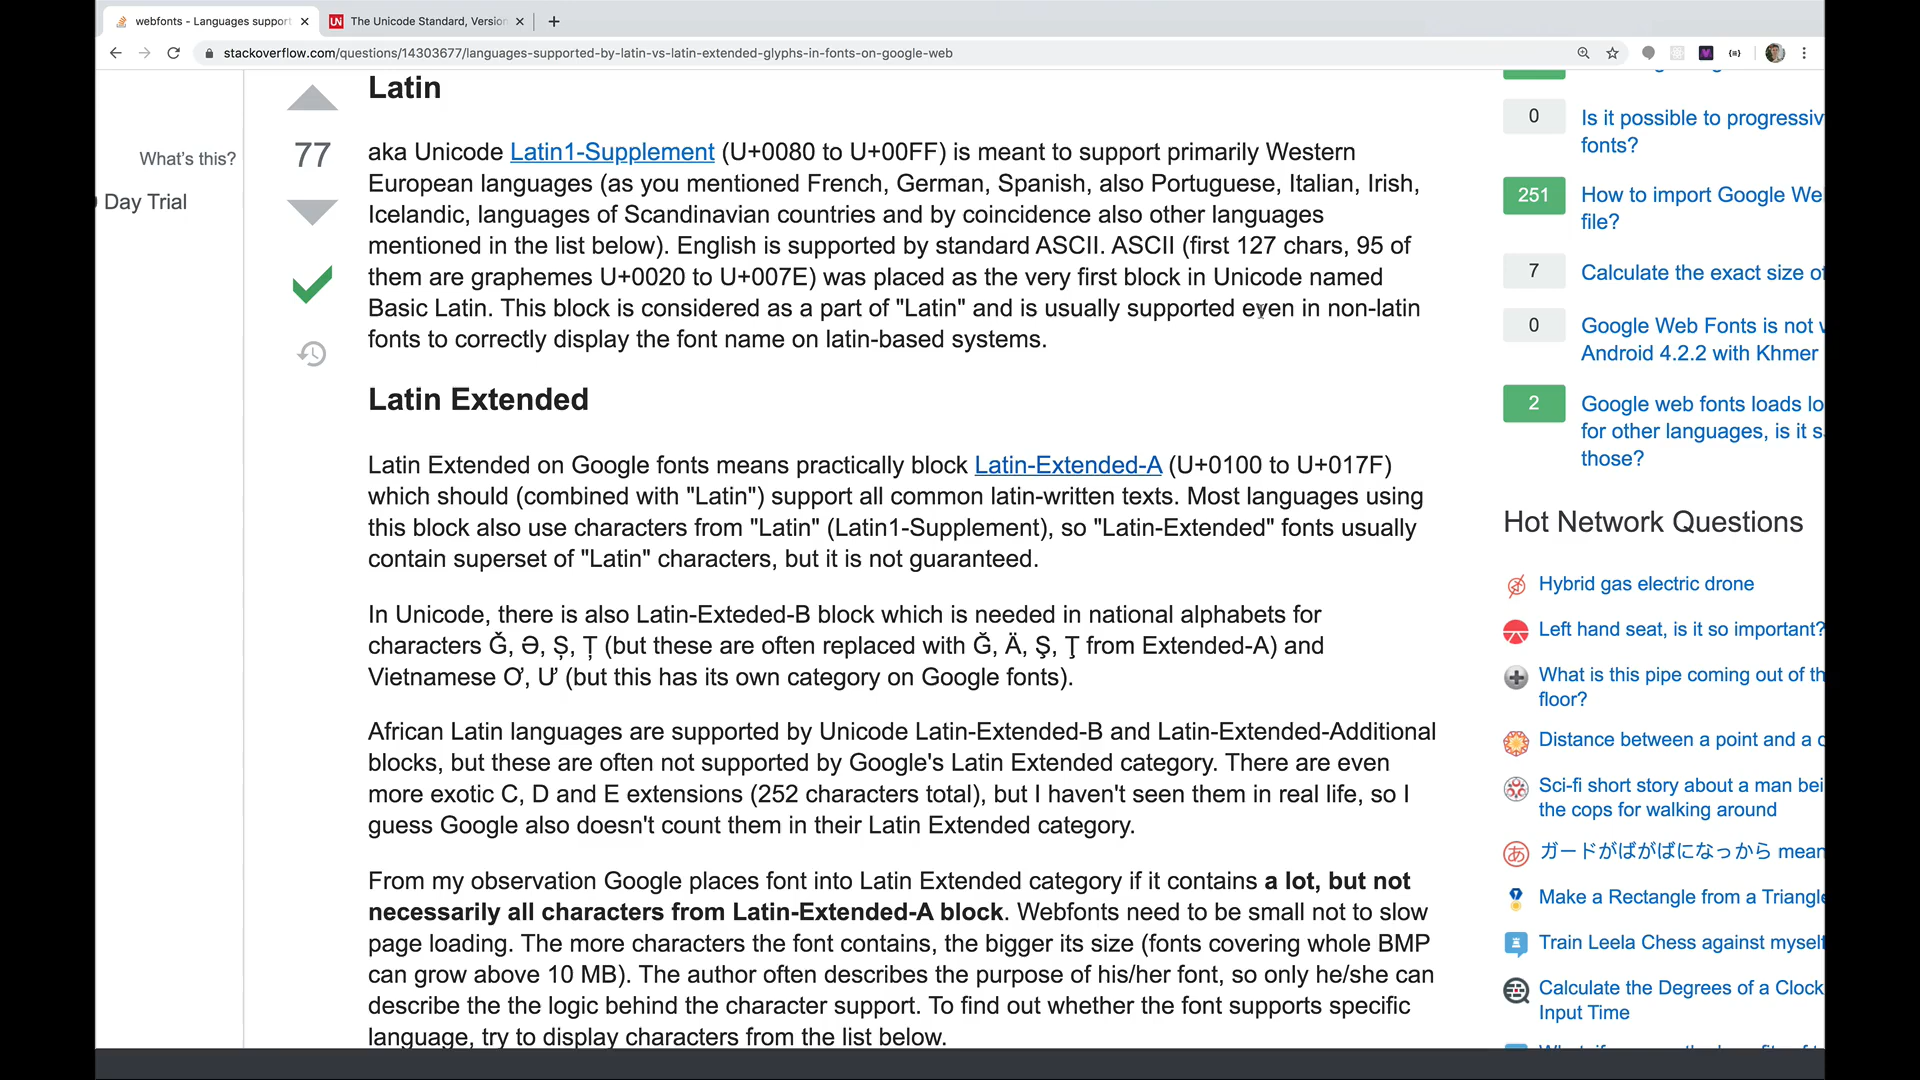 webfonts - Languages support
The Unicode Standard, Version
stackoverflow.com/questions/14303677/languages-supported-by-latin-vs-latin-extended-glyphs-in-fonts-on-google-web
What's this?
Day Trial
77
Latin
aka Unicode Latin1-Supplement (U+0080 to U+00FF) is meant to support primarily Western
European languages (as you mentioned French, German, Spanish, also Portuguese, Italian, Irish,
Icelandic, languages of Scandinavian countries and by coincidence also other languages
mentioned in the list below). English is supported by standard ASCII. ASCII (first 127 chars, 95 of
them are graphemes U+0020 to U+007E) was placed as the very first block in Unicode named
Basic Latin. This block is considered as a part of "Latin" and is usually supported even in non-latin
fonts to correctly display the font name on latin-based systems.
Latin Extended
Latin Extended on Google fonts means practically block Latin-Extended-A (U+0100 to U+017F)
which should (combined with "Latin") support all common latin-written texts. Most languages using
this block also use characters from "Latin" (Latin1-Supplement), so "Latin-Extended" fonts usually
contain superset of "Latin" characters, but it is not guaranteed.
In Unicode, there is also Latin-Exteded-B block which is needed in national alphabets for
characters Ğ, Ə, Ș, Ț (but these are often replaced with Ğ, Ä, Ş, Ţ from Extended-A) and
Vietnamese Ơ, Ư (but this has its own category on Google fonts).
African Latin languages are supported by Unicode Latin-Extended-B and Latin-Extended-Additional
blocks, but these are often not supported by Google's Latin Extended category. There are even
more exotic C, D and E extensions (252 characters total), but I haven't seen them in real life, so I
guess Google also doesn't count them in their Latin Extended category.
From my observation Google places font into Latin Extended category if it contains a lot, but not
necessarily all characters from Latin-Extended-A block. Webfonts need to be small not to slow
page loading. The more characters the font contains, the bigger its size (fonts covering whole BMP
can grow above 10 MB). The author often describes the purpose of his/her font, so only he/she can
describe the the logic behind the character support. To find out whether the font supports specific
language, try to display characters from the list below.
0
Is it possible to progressiv
fonts?
251
How to import Google We
file?
7
Calculate the exact size of
0
Google Web Fonts is not
Android 4.2.2 with Khmer
2
Google web fonts loads lo
for other languages, is it s
those?
Hot Network Questions
Hybrid gas electric drone
Left hand seat, is it so important?
What is this pipe coming out of th
floor?
Distance between a point and a c
Sci-fi short story about a man bei
the cops for walking around
ガードがばがばになっから mean
Make a Rectangle from a Triangle
Train Leela Chess against myself
Calculate the Degrees of a Clock
Input Time